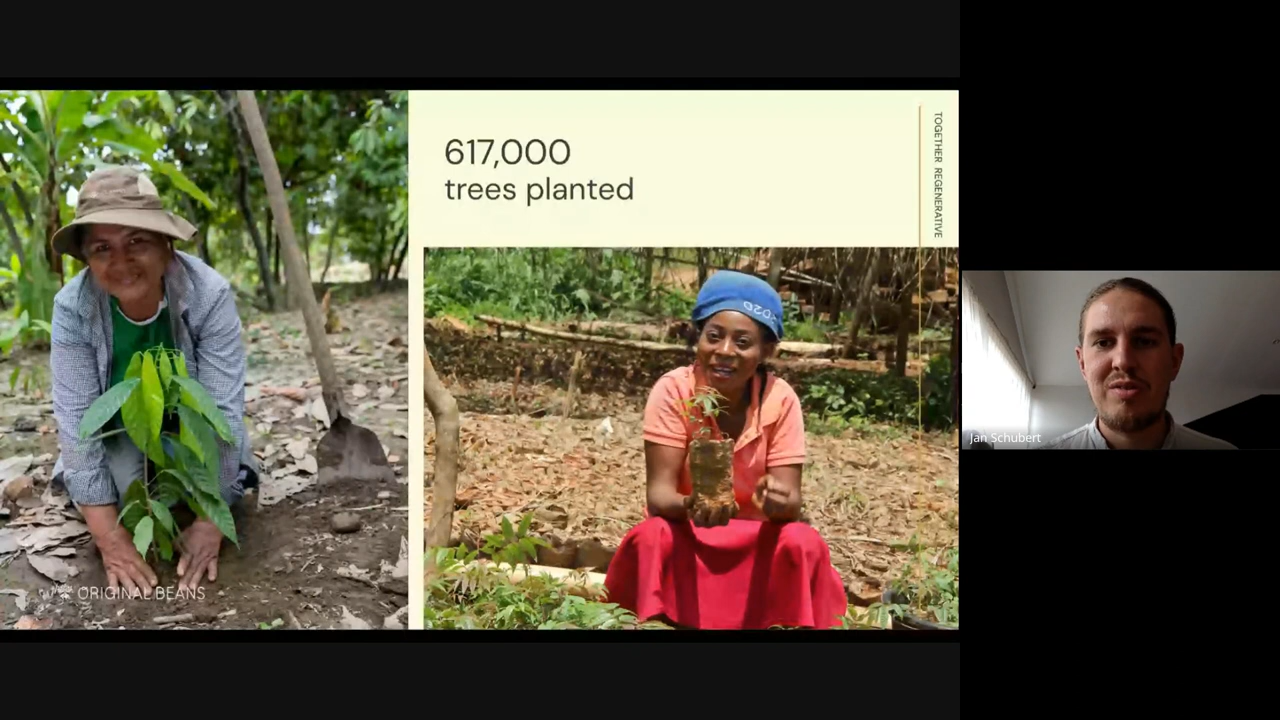 617,000
trees planted
TOGETHER REGENERATIVE
ORIGINAL BEANS
Jan Schubert